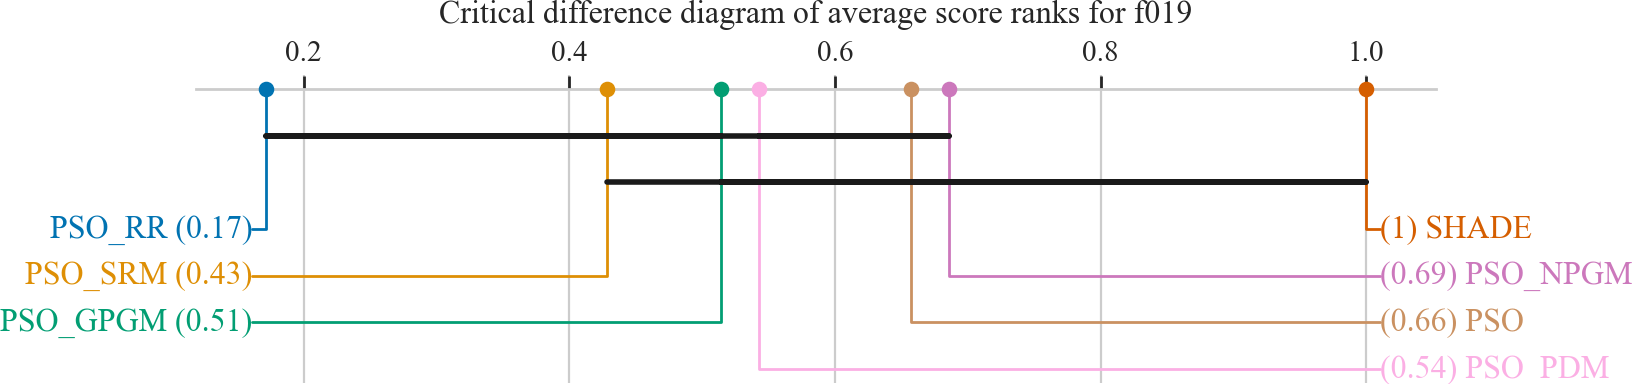 Critical difference diagram of average score ranks for f019
0.2 0.4 0.6 0.8 1.0
PSO_RR (0.17) (1) SHADE
PSO_SRM (0.43) (0.69) PSO_NPGM
PSO_GPGM (0.51) (0.66) PSO
(0.54) PSO_PDM